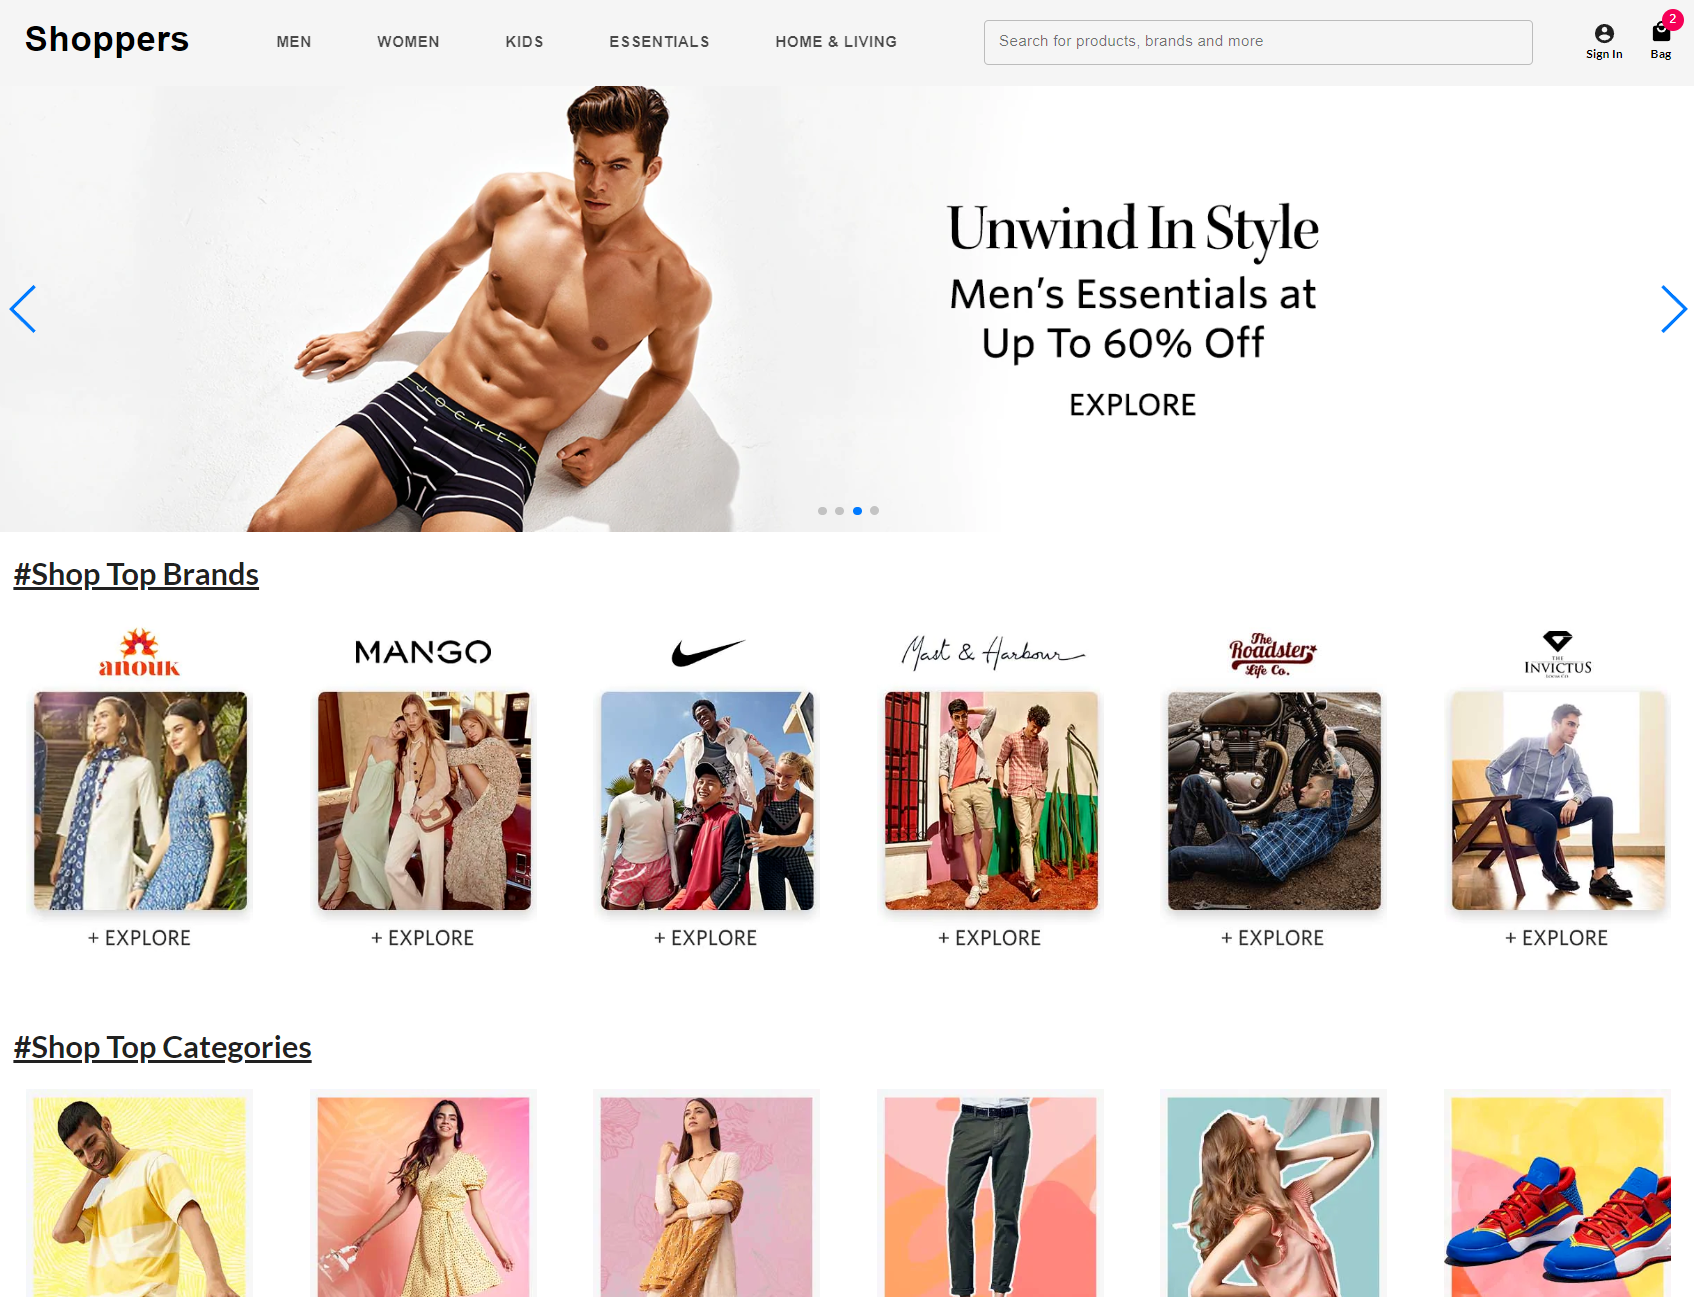 Shoppers
MEN
WOMEN
KIDS
ESSENTIALS
HOME & LIVING
Search for products, brands and more
Sign In
2
Bag
Unwind In Style
Men's Essentials at
Up To 60% Off
EXPLORE
JOCKEY
#Shop Top Brands
anouk
MANGO
Mast & Harbour
The
Roadster
Life Co.
THE
INVICTUS
+ EXPLORE
+ EXPLORE
+ EXPLORE
+ EXPLORE
+ EXPLORE
+ EXPLORE
#Shop Top Categories